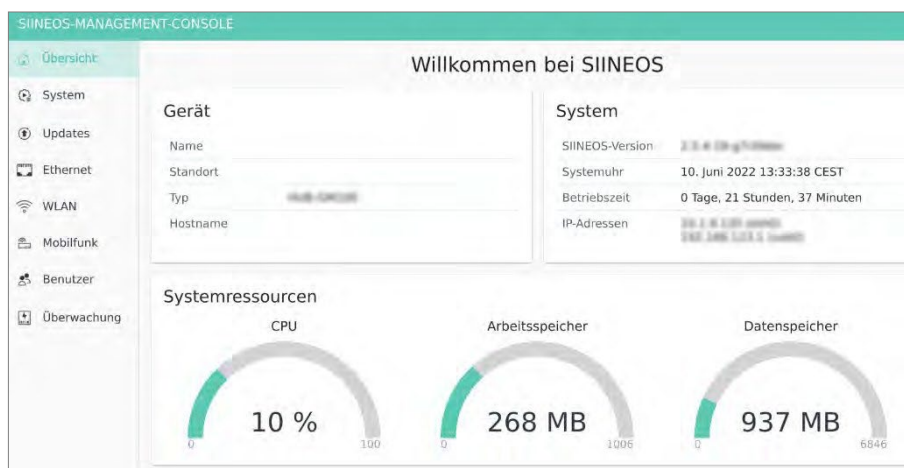 SIINEOS-MANAGEMENT-CONSOLE
Übersicht
System
Updates
Ethernet
WLAN
Mobilfunk
Benutzer
Überwachung
Willkommen bei SIINEOS
Gerät
Name
Standort
Typ
Hostname
System
SIINEOS-Version
Systemuhr 10. Juni 2022 13:33:38 CEST
Betriebszeit 0 Tage, 21 Stunden, 37 Minuten
IP-Adressen
Systemressourcen
CPU
10 %
0 100
Arbeitsspeicher
268 MB
0 1006
Datenspeicher
937 MB
0 6846